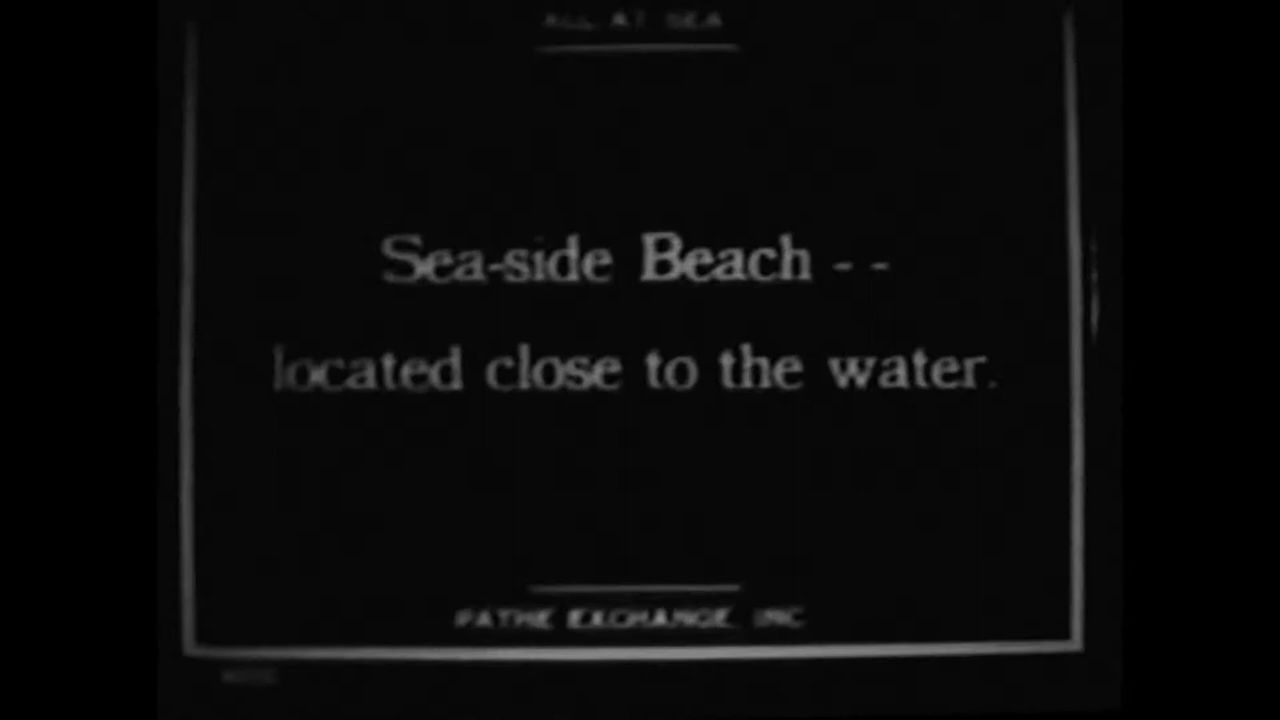 ALL AT SEA
Sea-side Beach - -
located close to the water.
PATHE EXCHANGE, INC